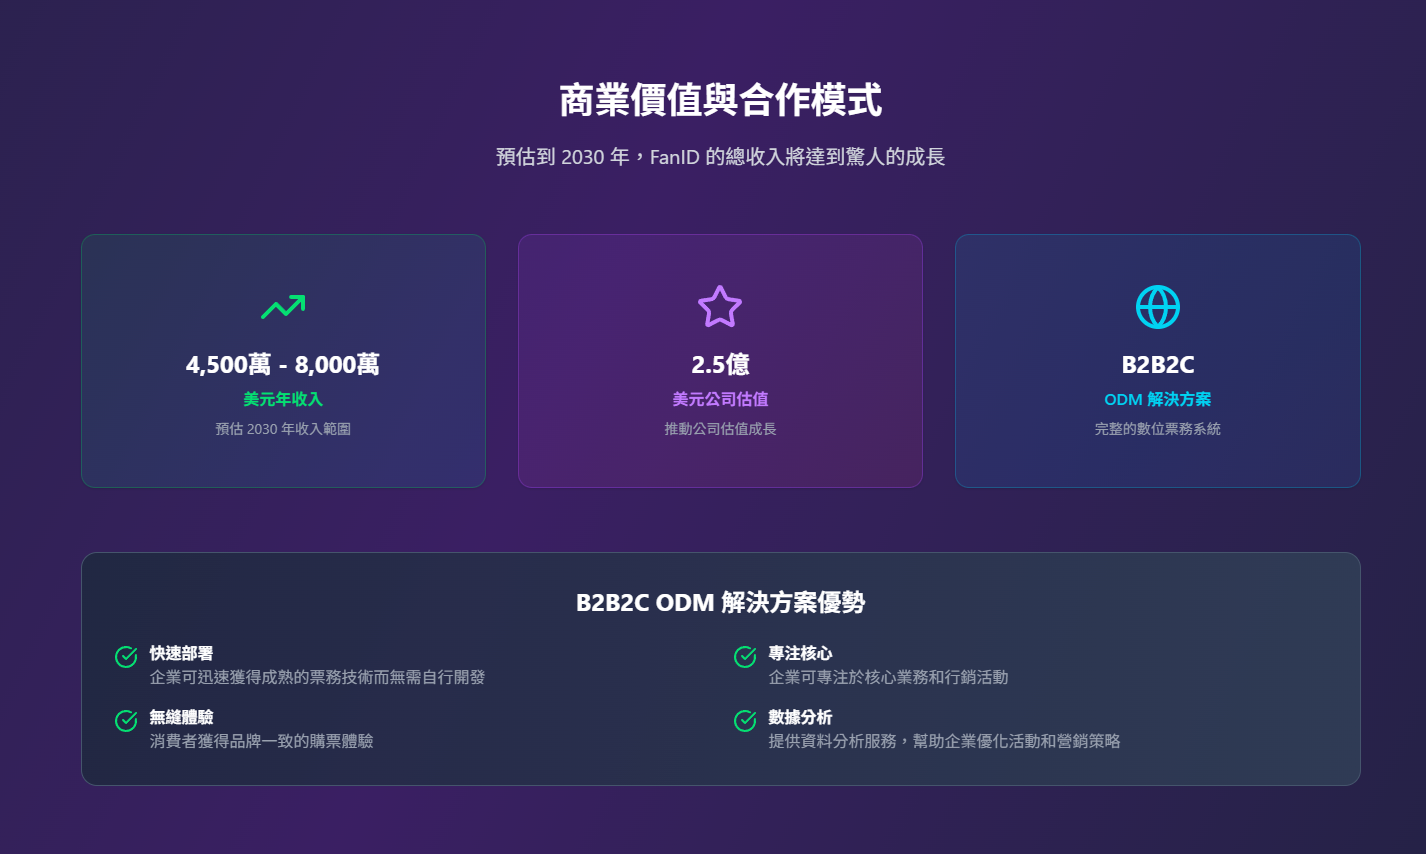 商業價值與合作模式
預估到 2030 年，FanID 的總收入將達到驚人的成長
4,500萬 - 8,000萬
美元年收入
預估 2030 年收入範圍
2.5億
美元公司估值
推動公司估值成長
B2B2C
ODM 解決方案
完整的數位票務系統
B2B2C ODM 解決方案優勢
快速部署
企業可迅速獲得成熟的票務技術而無需自行開發
專注核心
企業可專注於核心業務和行銷活動
無縫體驗
消費者獲得品牌一致的購票體驗
數據分析
提供資料分析服務，幫助企業優化活動和營銷策略